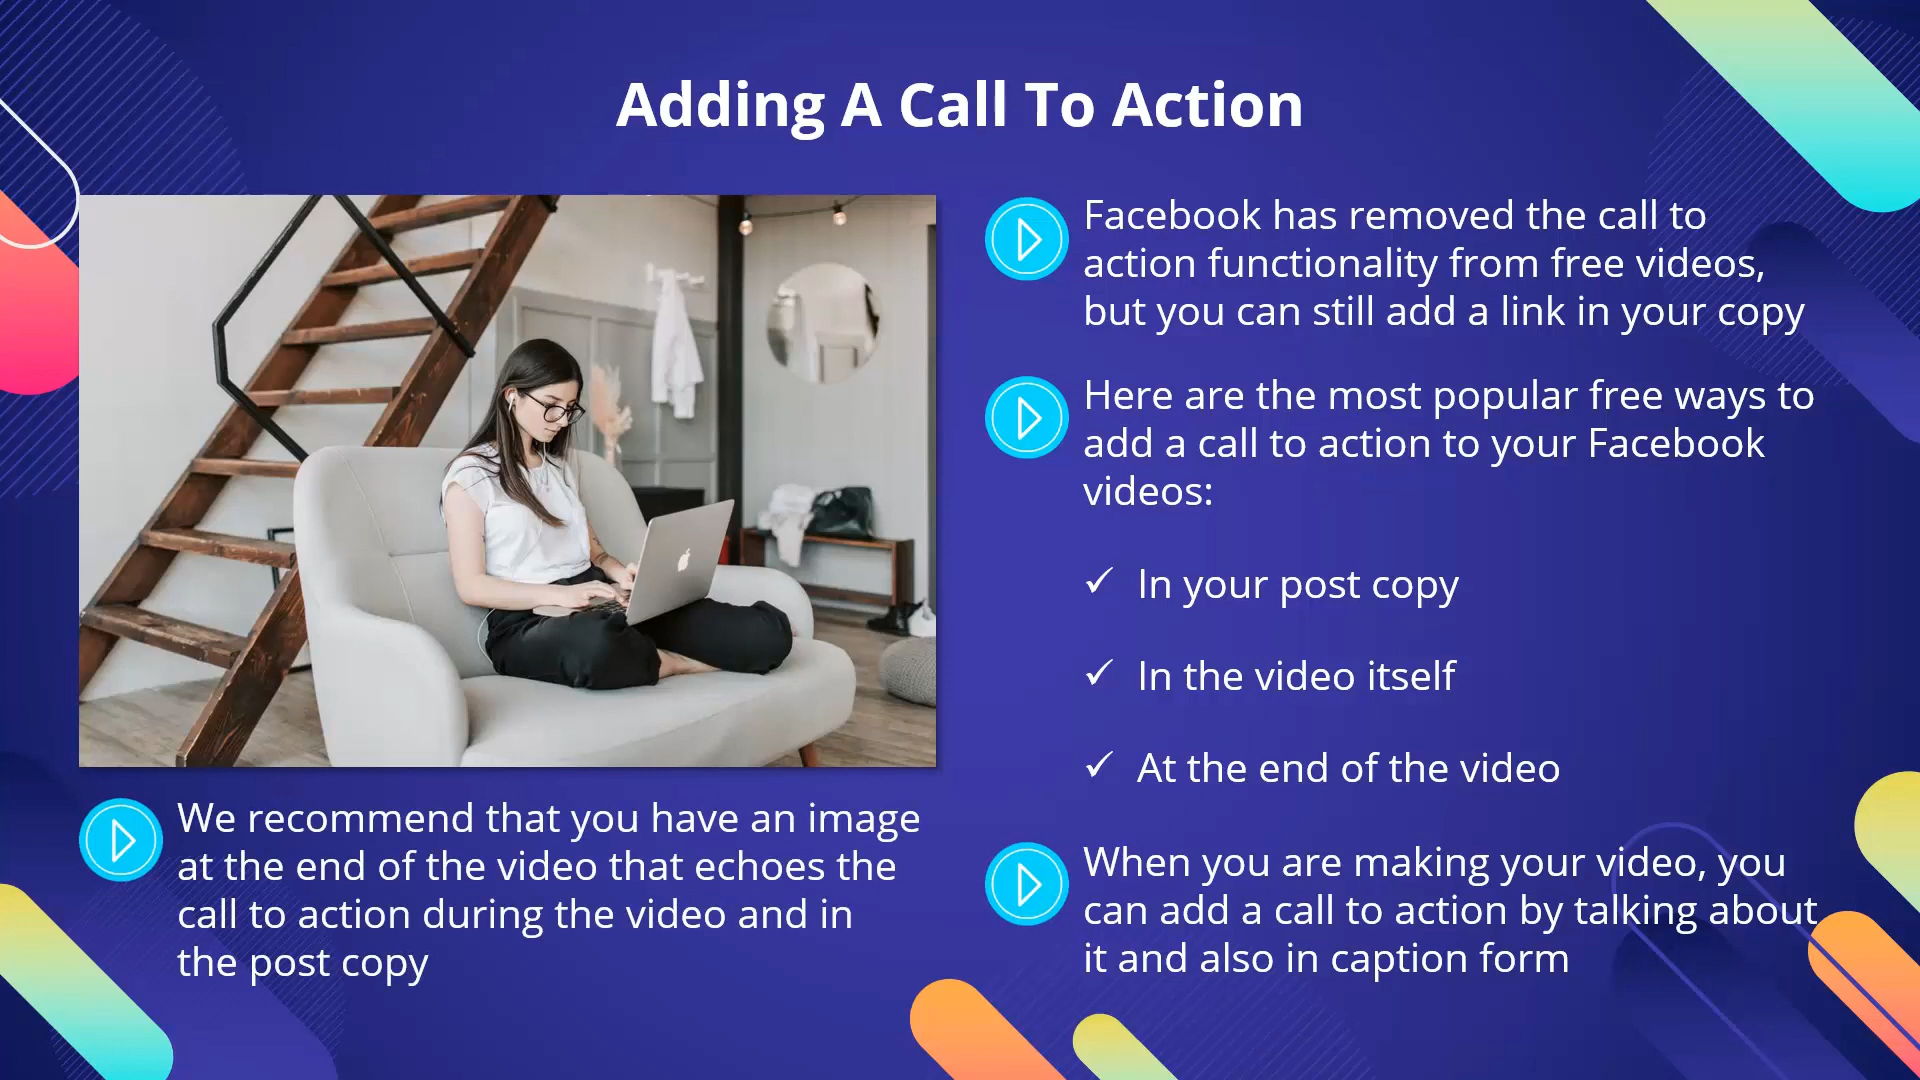 Adding A Call To Action
Facebook has removed the call to
action functionality from free videos,
but you can still add a link in your copy
Here are the most popular free ways to
add a call to action to your Facebook
videos:
In your post copy
In the video itself
At the end of the video
When you are making your video, you
can add a call to action by talking about
it and also in caption form
We recommend that you have an image
at the end of the video that echoes the
call to action during the video and in
the post copy